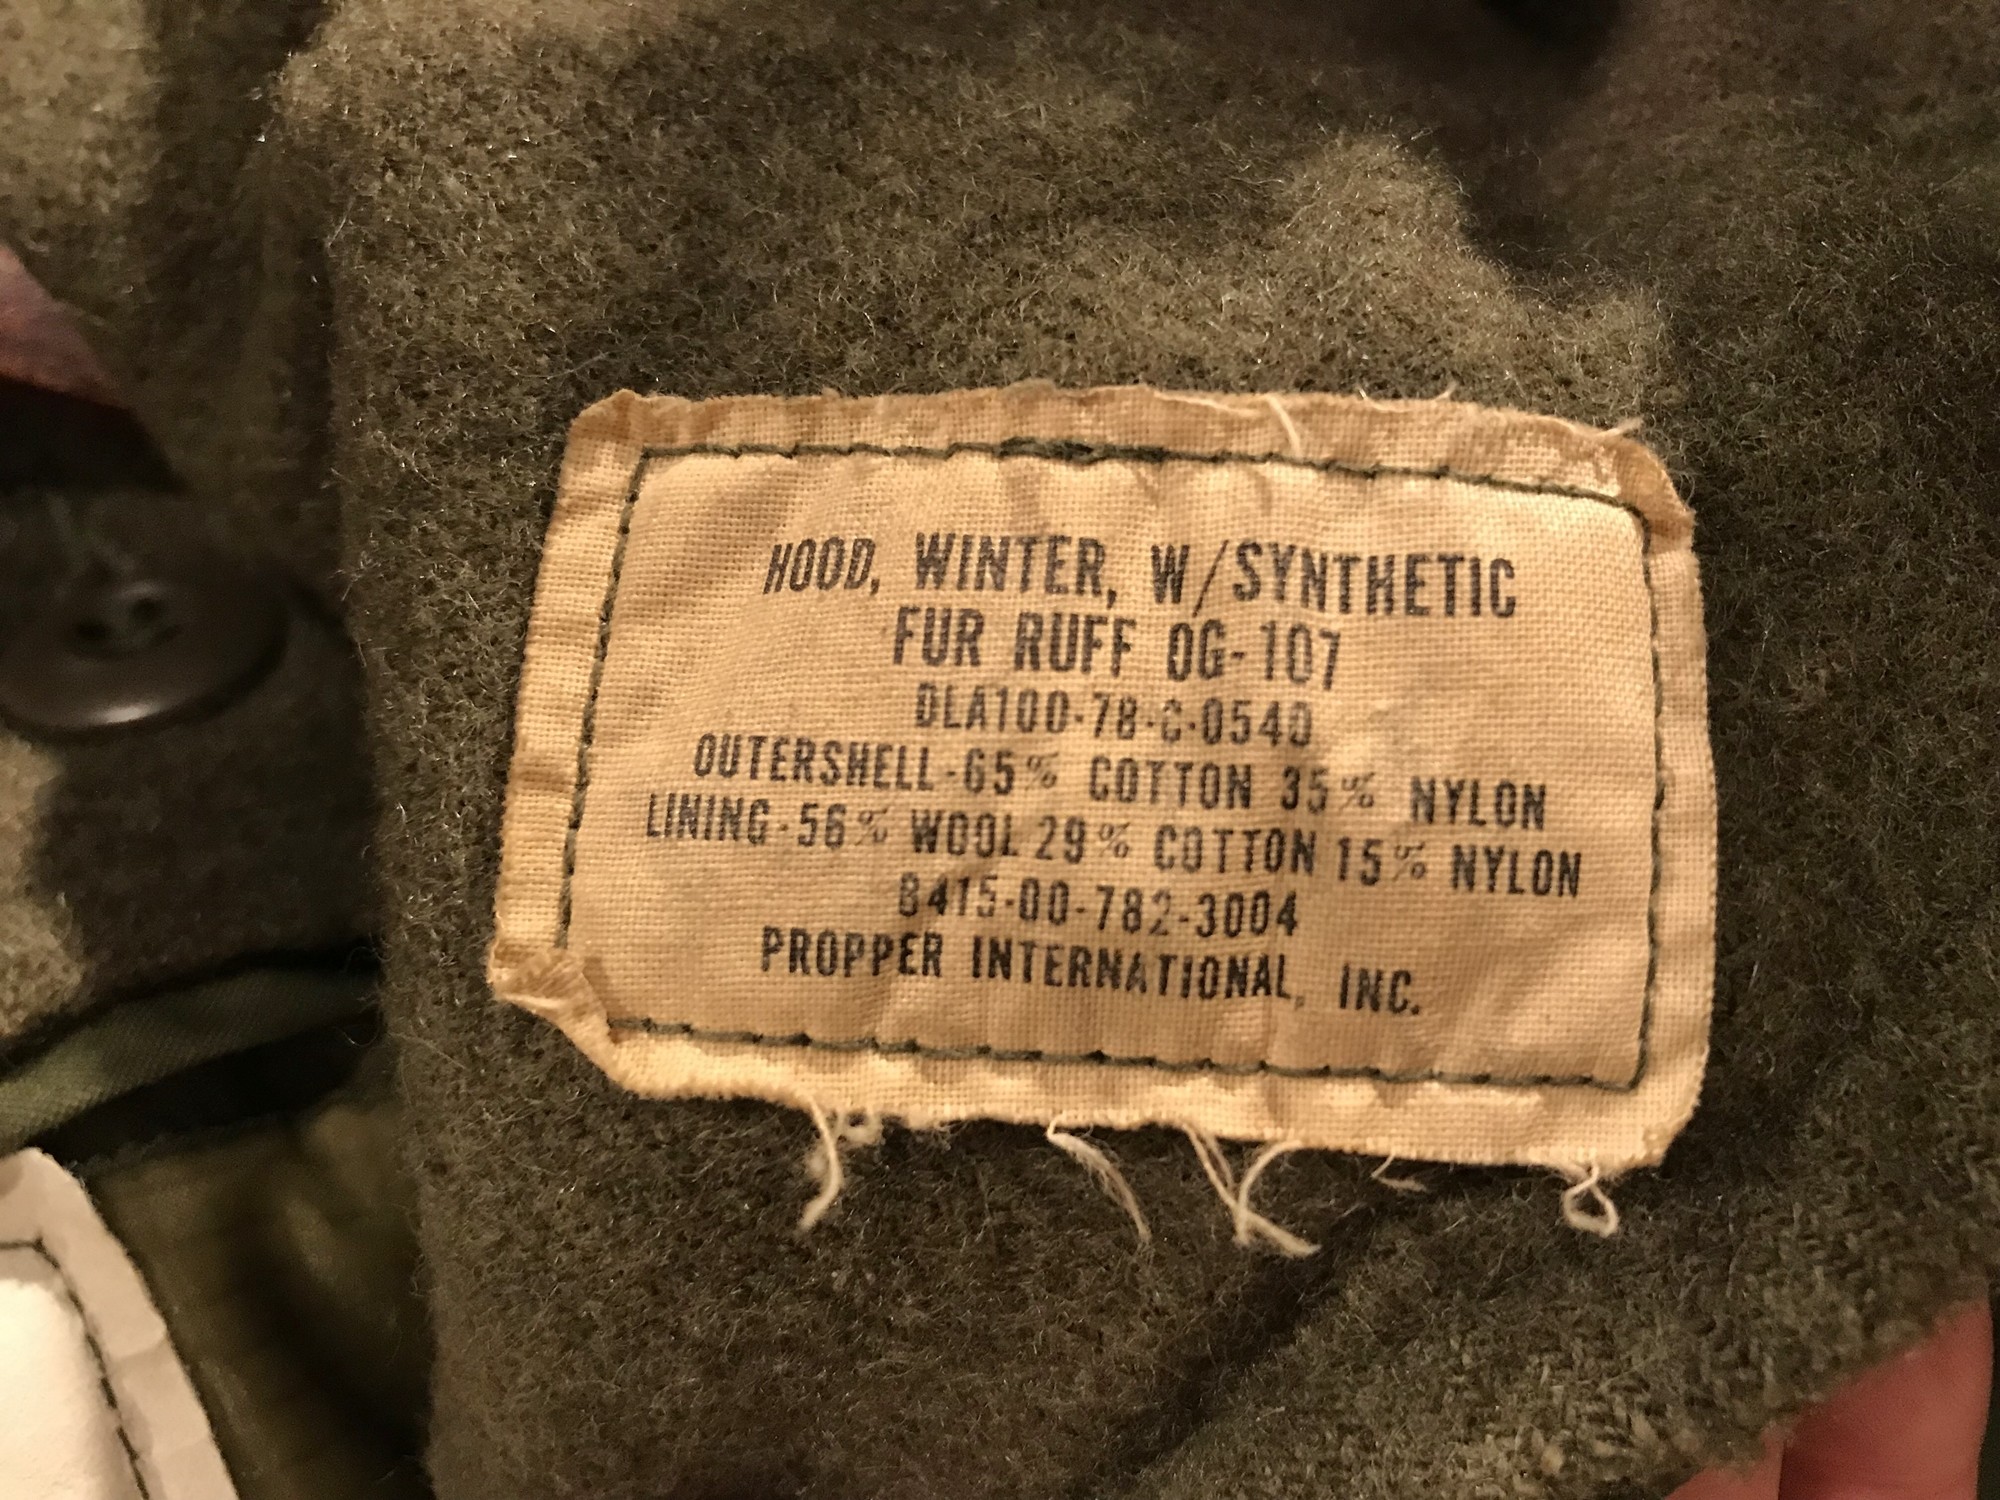 HOOD, WINTER, W/SYNTHETIC
FUR RUFF OG-107
DLA100-78-C-0540
OUTERSHELL-65% COTTON 35% NYLON
LINING-56% WOOL 29% COTTON 15% NYLON
8415-00-782-3004
PROPPER INTERNATIONAL, INC.